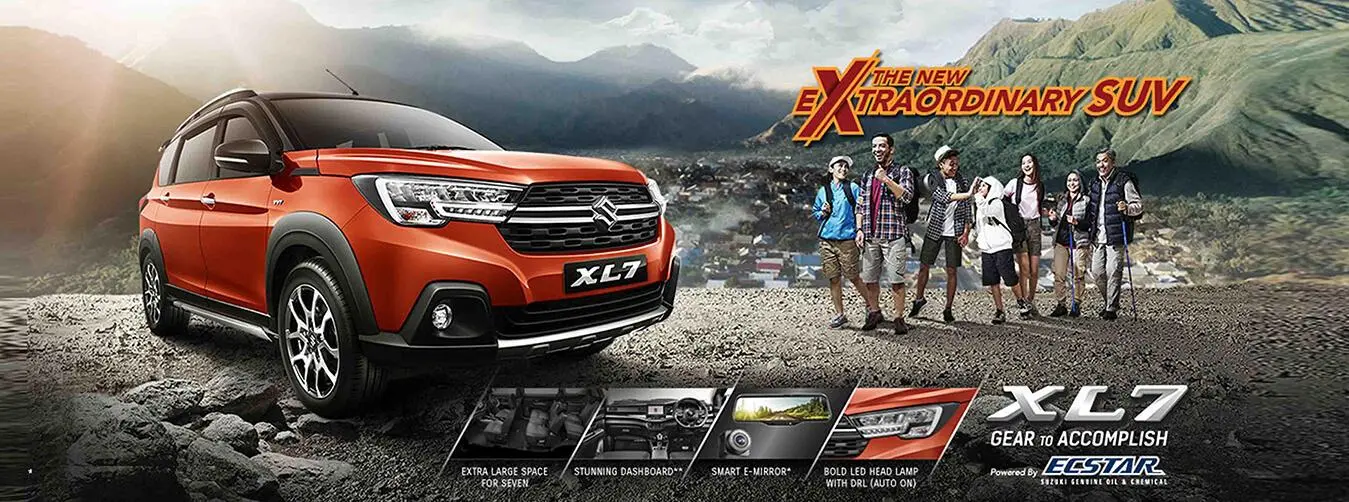 THE NEW
EXTRAORDINARY SUV
XL7
EXTRA LARGE SPACE
FOR SEVEN
STUNNING DASHBOARD**
SMART E-MIRROR*
BOLD LED HEAD LAMP
WITH DRL (AUTO ON)
XL7
GEAR TO ACCOMPLISH
Powered By ECSTAR
SUZUKI GENUINE OIL & CHEMICAL